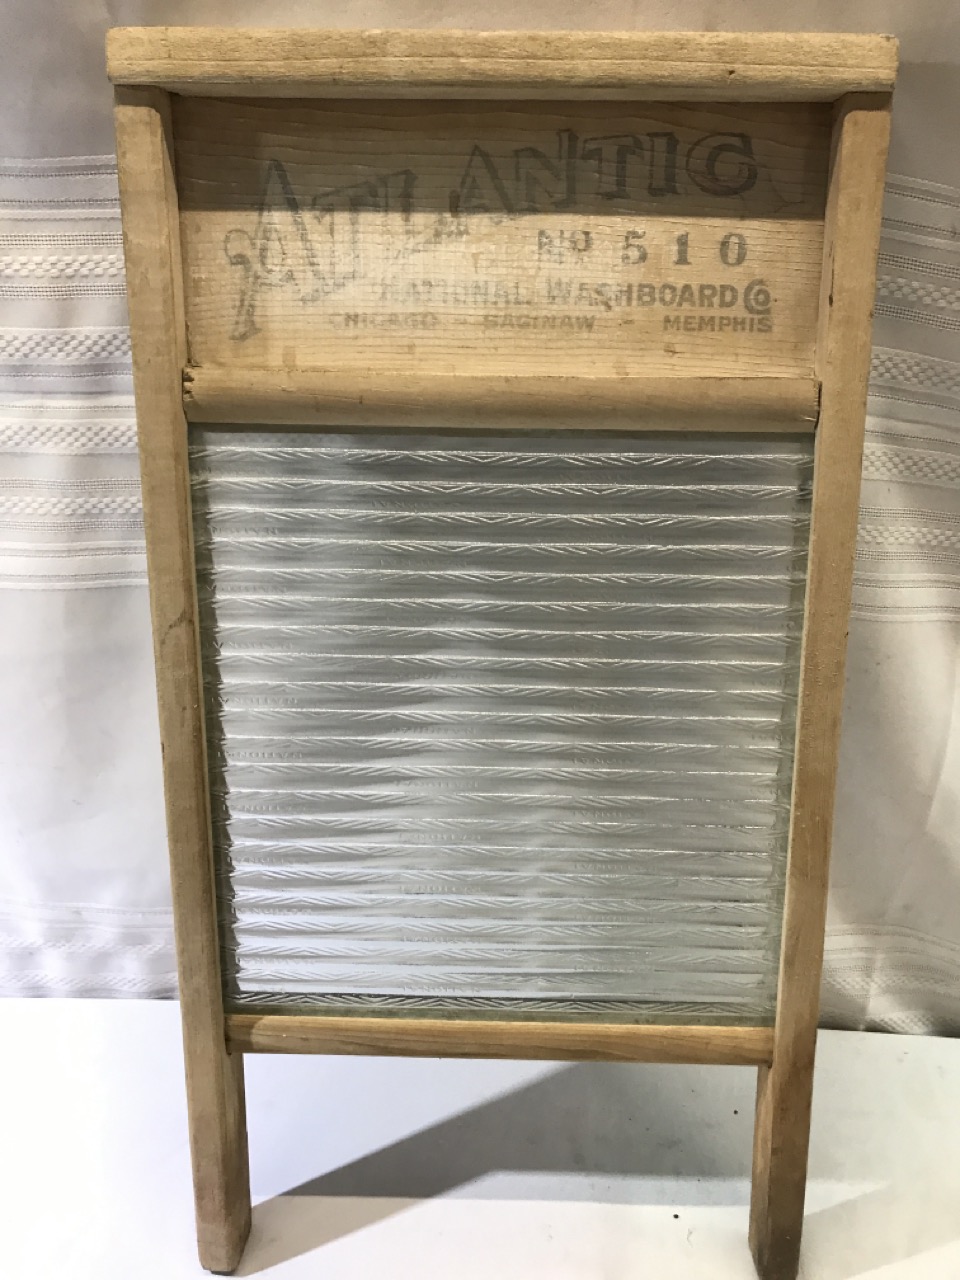 ATLANTIC
NO 510
NATIONAL WASHBOARD CO.
CHICAGO - SAGINAW - MEMPHIS